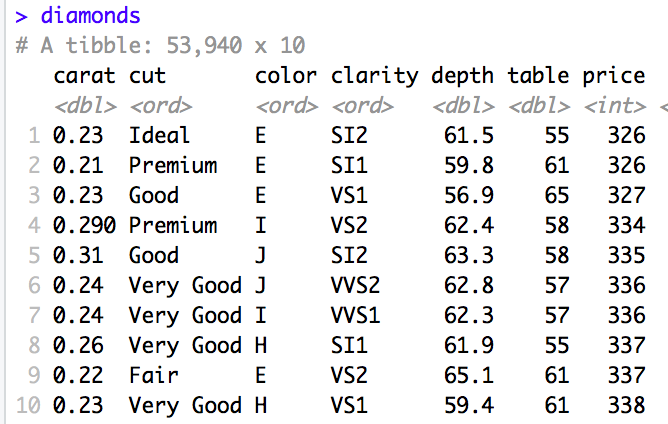 > diamonds
# A tibble: 53,940 x 10
carat cut color clarity depth table price
<dbl> <ord> <ord> <ord> <dbl> <dbl> <int> <
1 0.23 Ideal E SI2 61.5 55 326
2 0.21 Premium E SI1 59.8 61 326
3 0.23 Good E VS1 56.9 65 327
4 0.290 Premium I VS2 62.4 58 334
5 0.31 Good J SI2 63.3 58 335
6 0.24 Very Good J VVS2 62.8 57 336
7 0.24 Very Good I VVS1 62.3 57 336
8 0.26 Very Good H SI1 61.9 55 337
9 0.22 Fair E VS2 65.1 61 337
10 0.23 Very Good H VS1 59.4 61 338